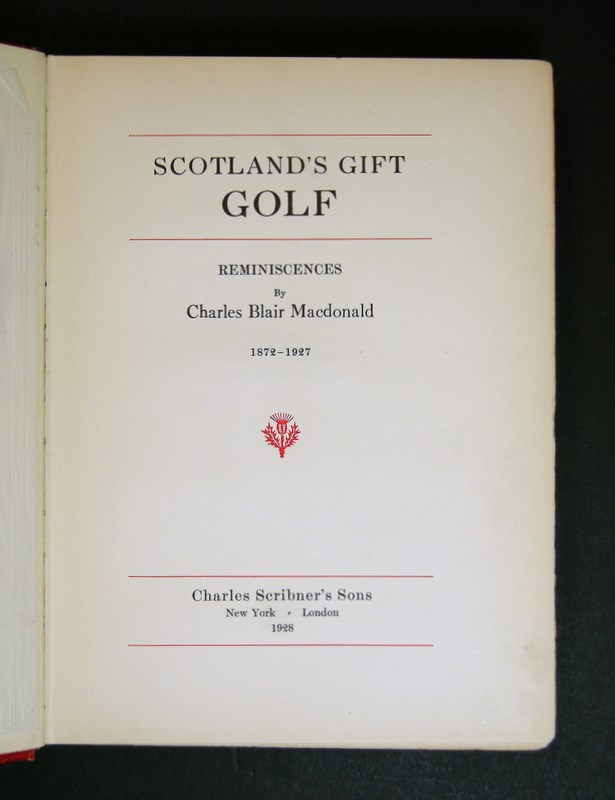 SCOTLAND'S GIFT
GOLF
REMINISCENCES
By
Charles Blair Macdonald
1872–1927
Charles Scribner's Sons
New York · London
1928